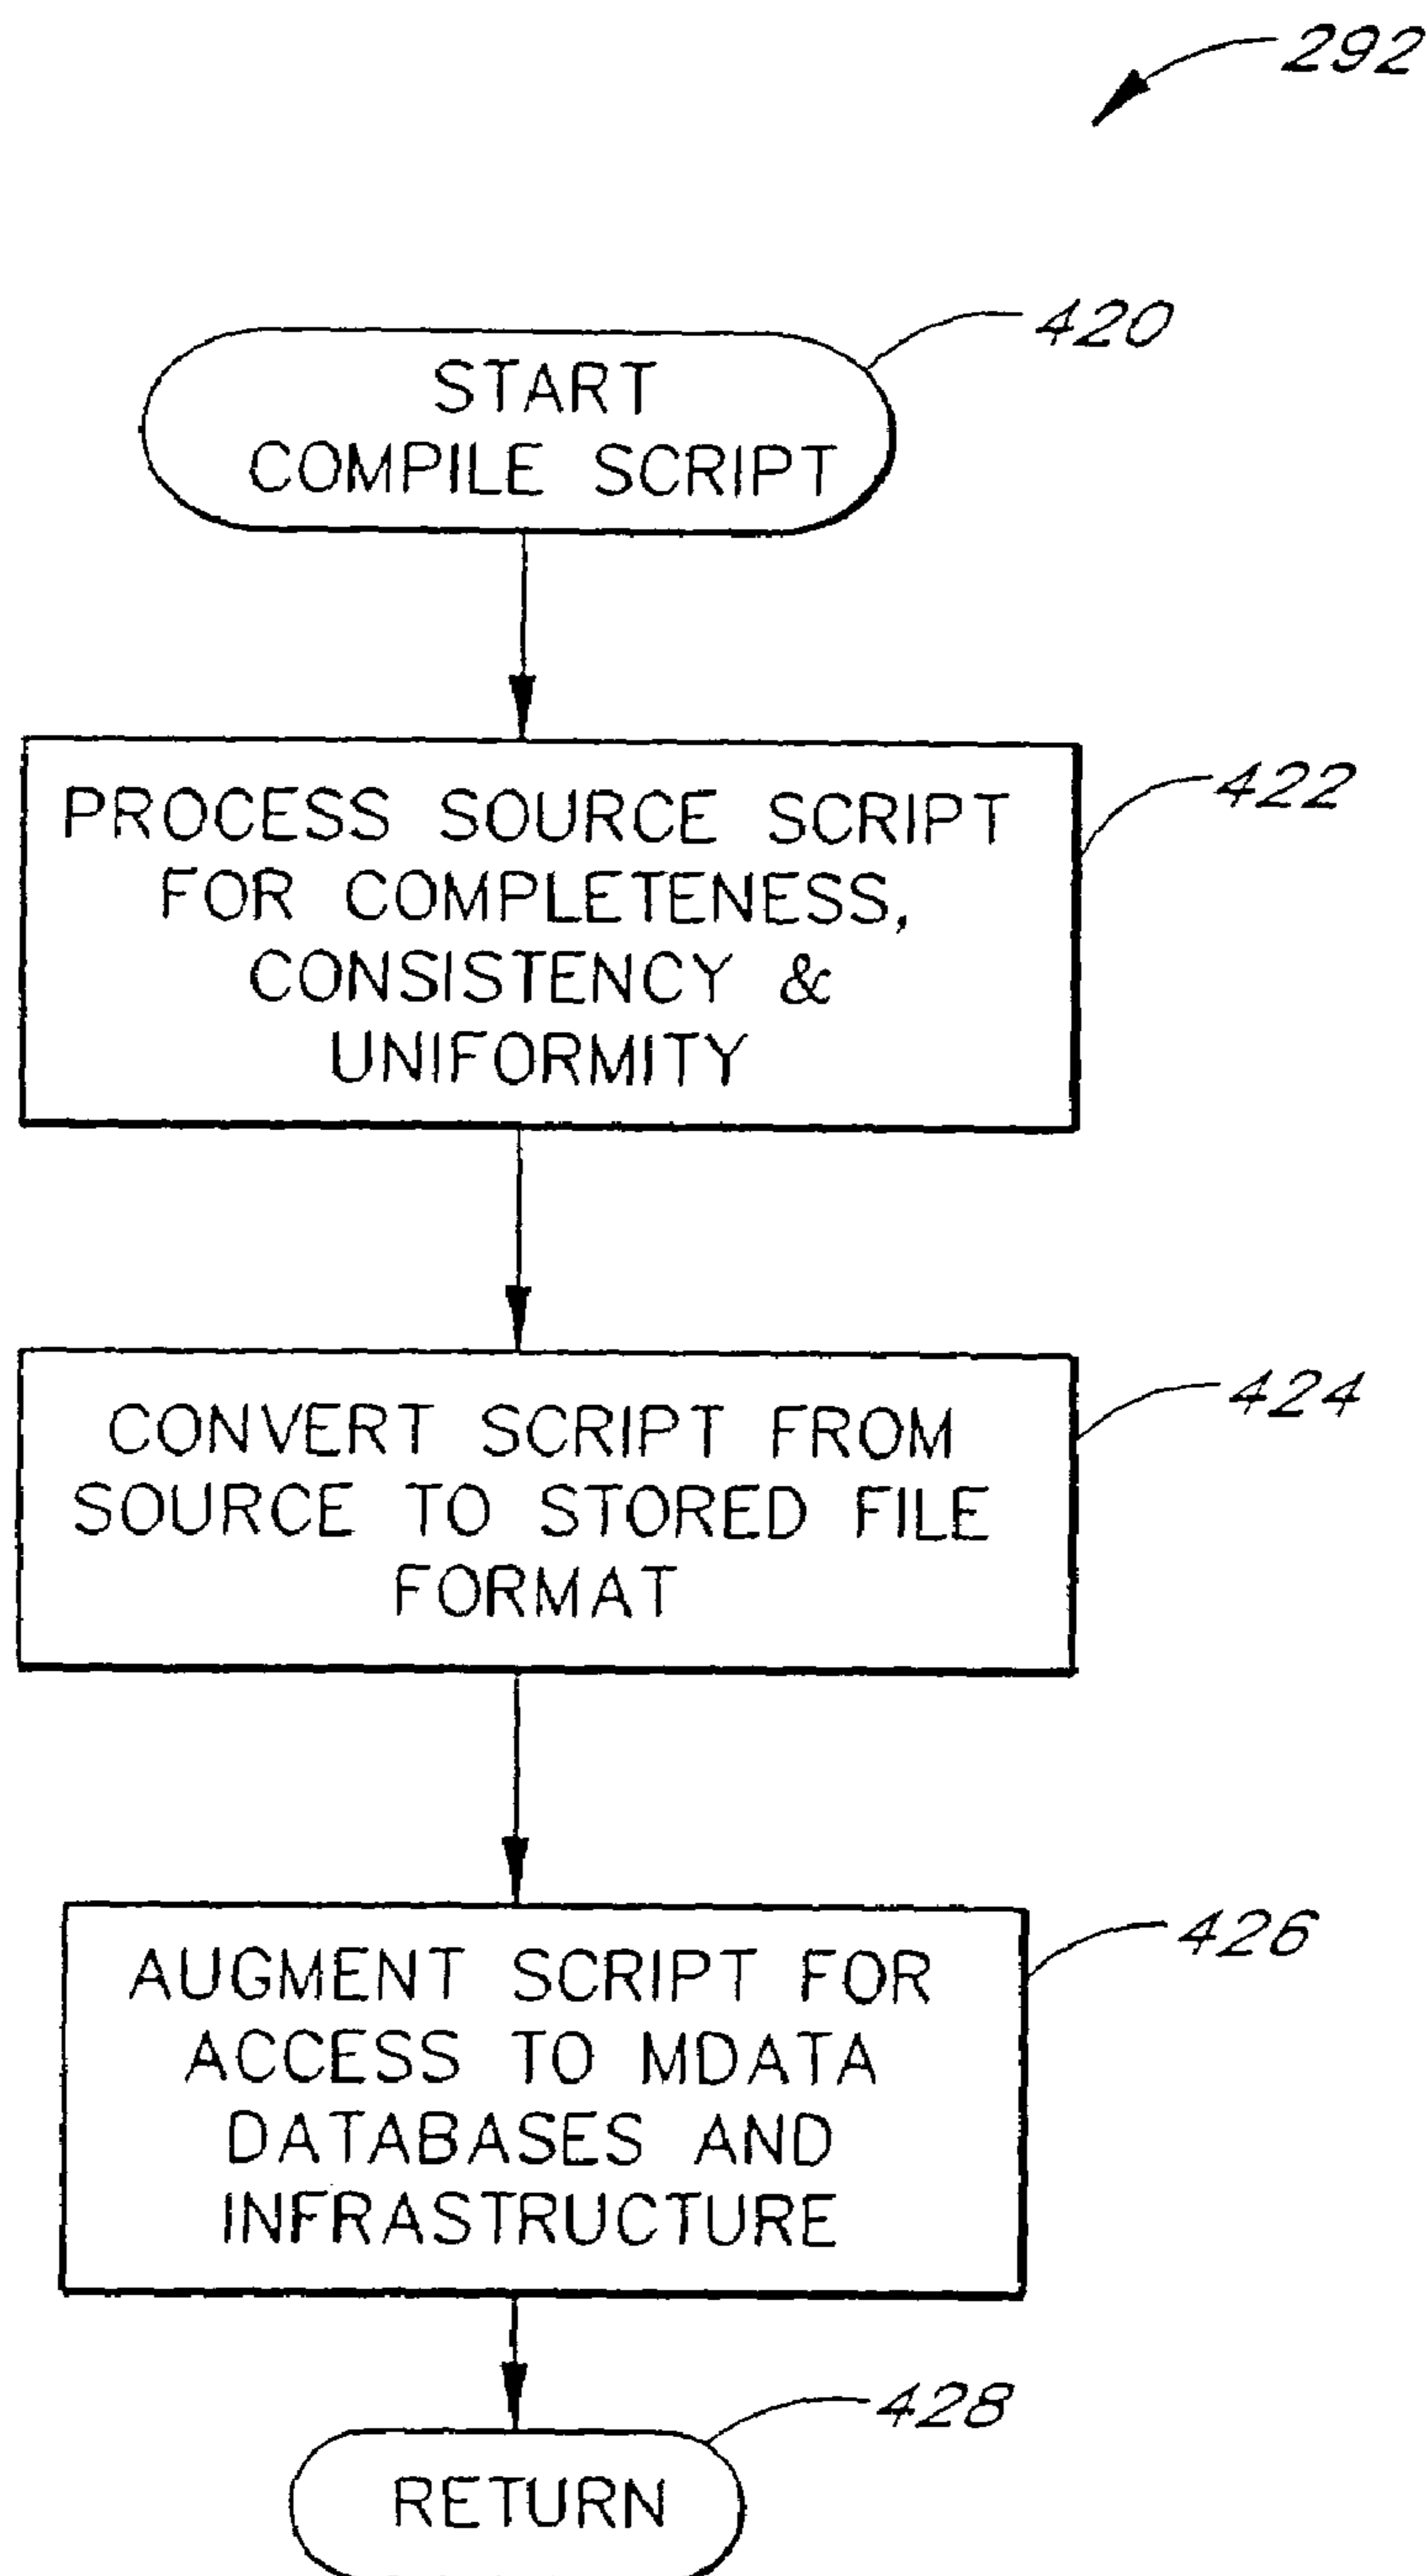 292
420
START
COMPILE SCRIPT
422
PROCESS SOURCE SCRIPT
FOR COMPLETENESS,
CONSISTENCY &
UNIFORMITY
424
CONVERT SCRIPT FROM
SOURCE TO STORED FILE
FORMAT
426
AUGMENT SCRIPT FOR
ACCESS TO MDATA
DATABASES AND
INFRASTRUCTURE
428
RETURN